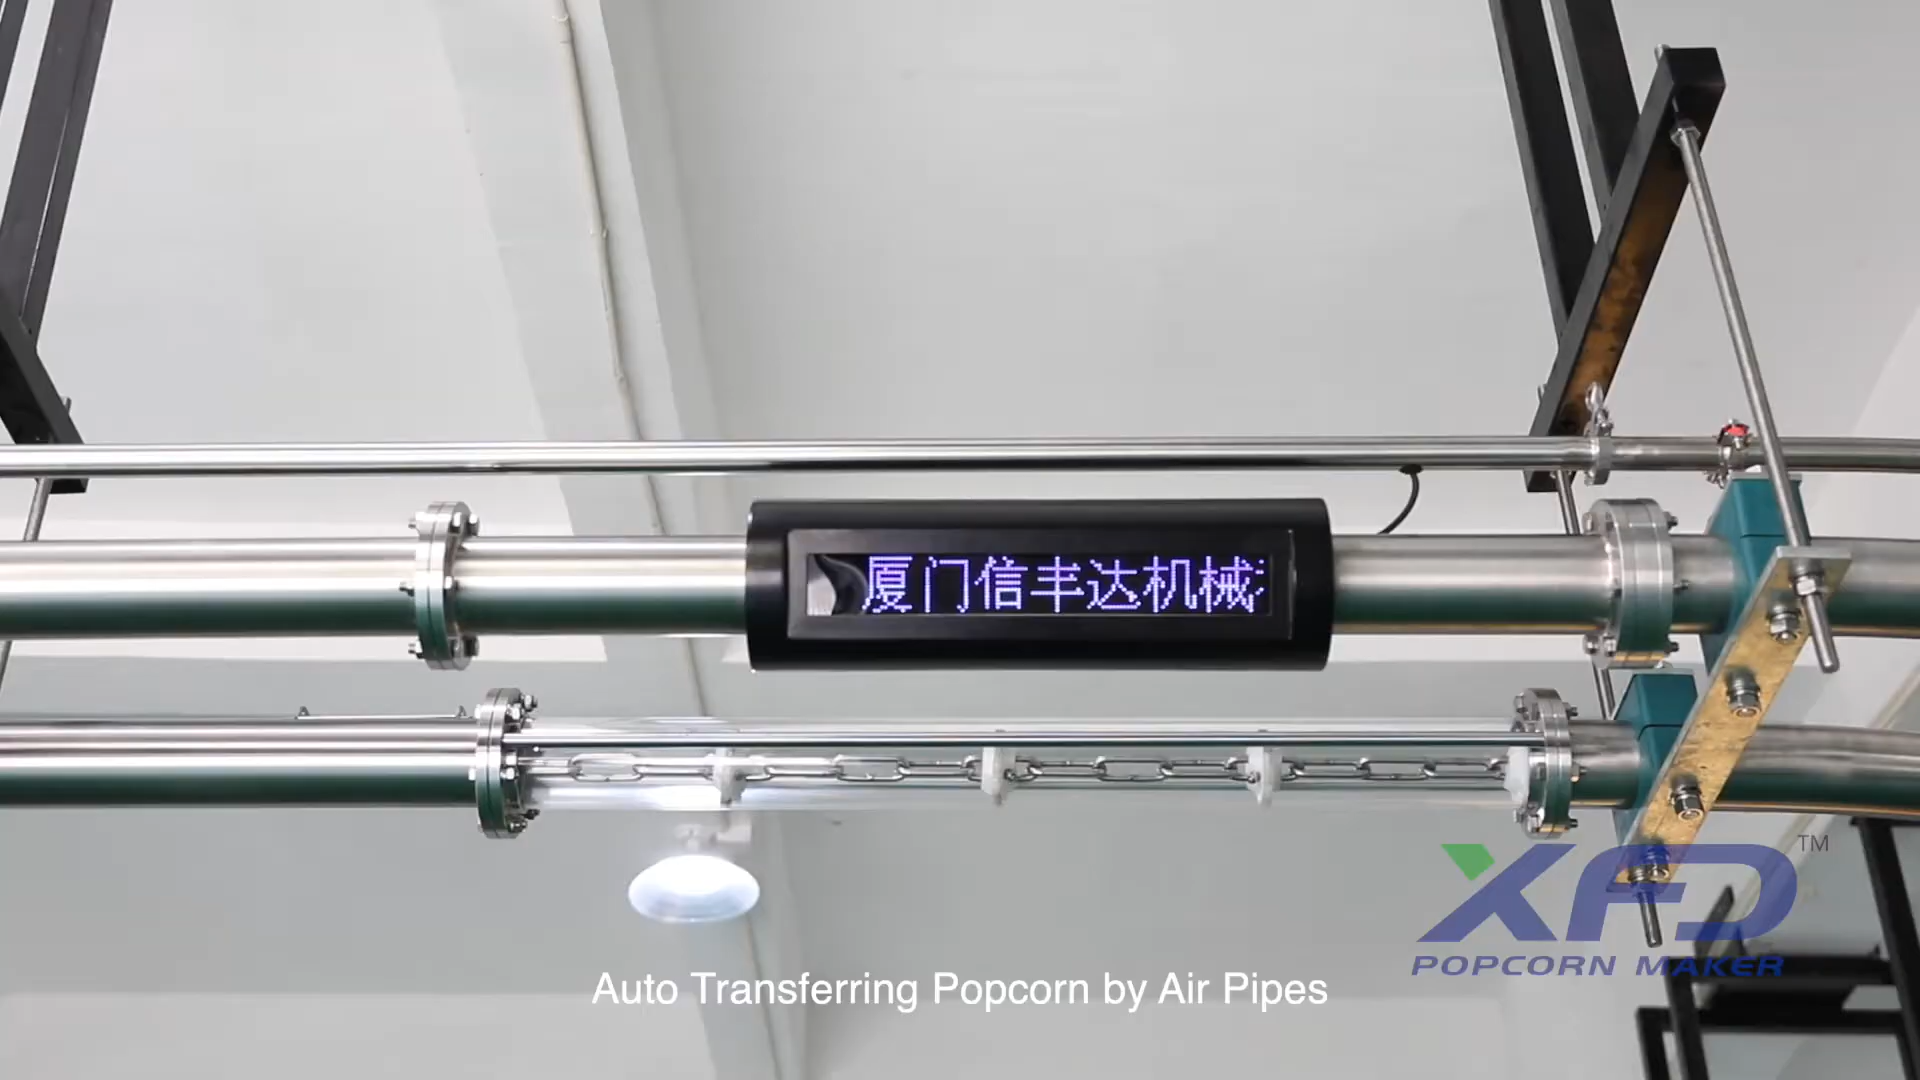 厦门信丰达机械
XFD™
POPCORN MAKER
Auto Transferring Popcorn by Air Pipes